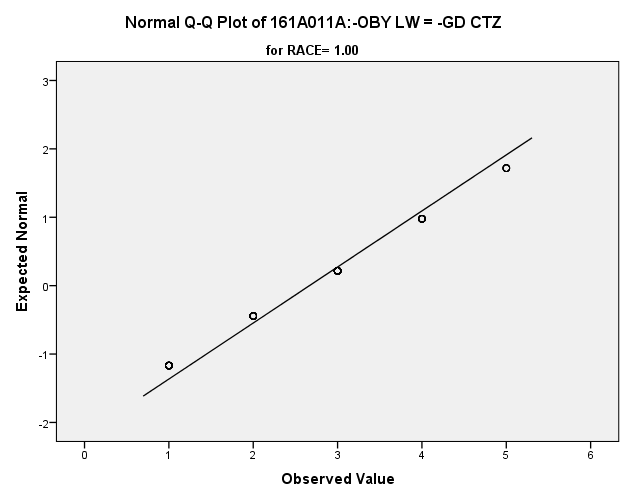 Normal Q-Q Plot of 161A011A:-OBY LW = -GD CTZ
for RACE= 1.00
Expected Normal
3
2
1
0
-1
-2
0 1 2 3 4 5 6
Observed Value